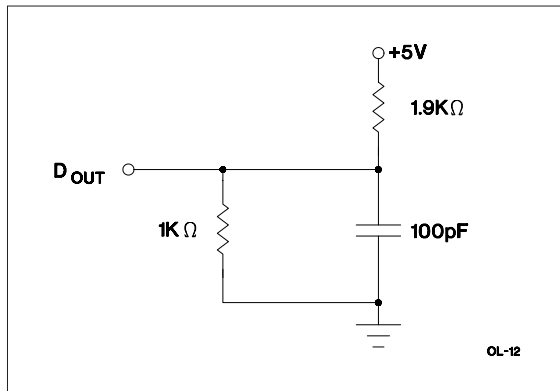 +5V
1.9KΩ
D OUT
1K Ω
100pF
OL-12